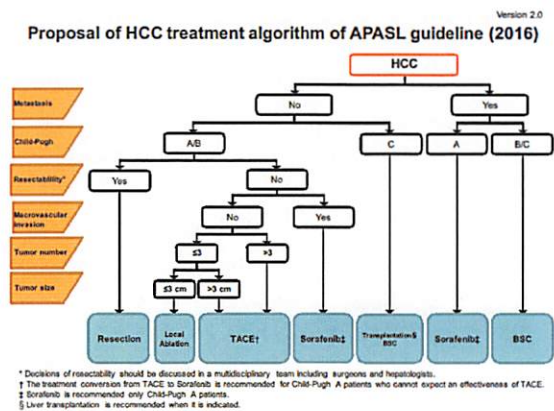 Version 2.0
Proposal of HCC treatment algorithm of APASL guideline (2016)
HCC
Metastasis
No
Yes
Child-Pugh
A/B
C
A
B/C
Resectability*
Yes
No
Macrovascular
invasion
No
Yes
Tumor number
≤3
>3
Tumor size
≤3 cm
>3 cm
Resection
Local
Ablation
TACE†
Sorafenib‡
Transplantation§
BSC
Sorafenib‡
BSC
* Decisions of resectability should be discussed in a multidisciplinary team including surgeons and hepatologists.
† The treatment conversion from TACE to Sorafenib is recommended for Child-Pugh A patients who cannot expect an effectiveness of TACE.
‡ Sorafenib is recommended only Child-Pugh A patients.
§ Liver transplantation is recommended when it is indicated.